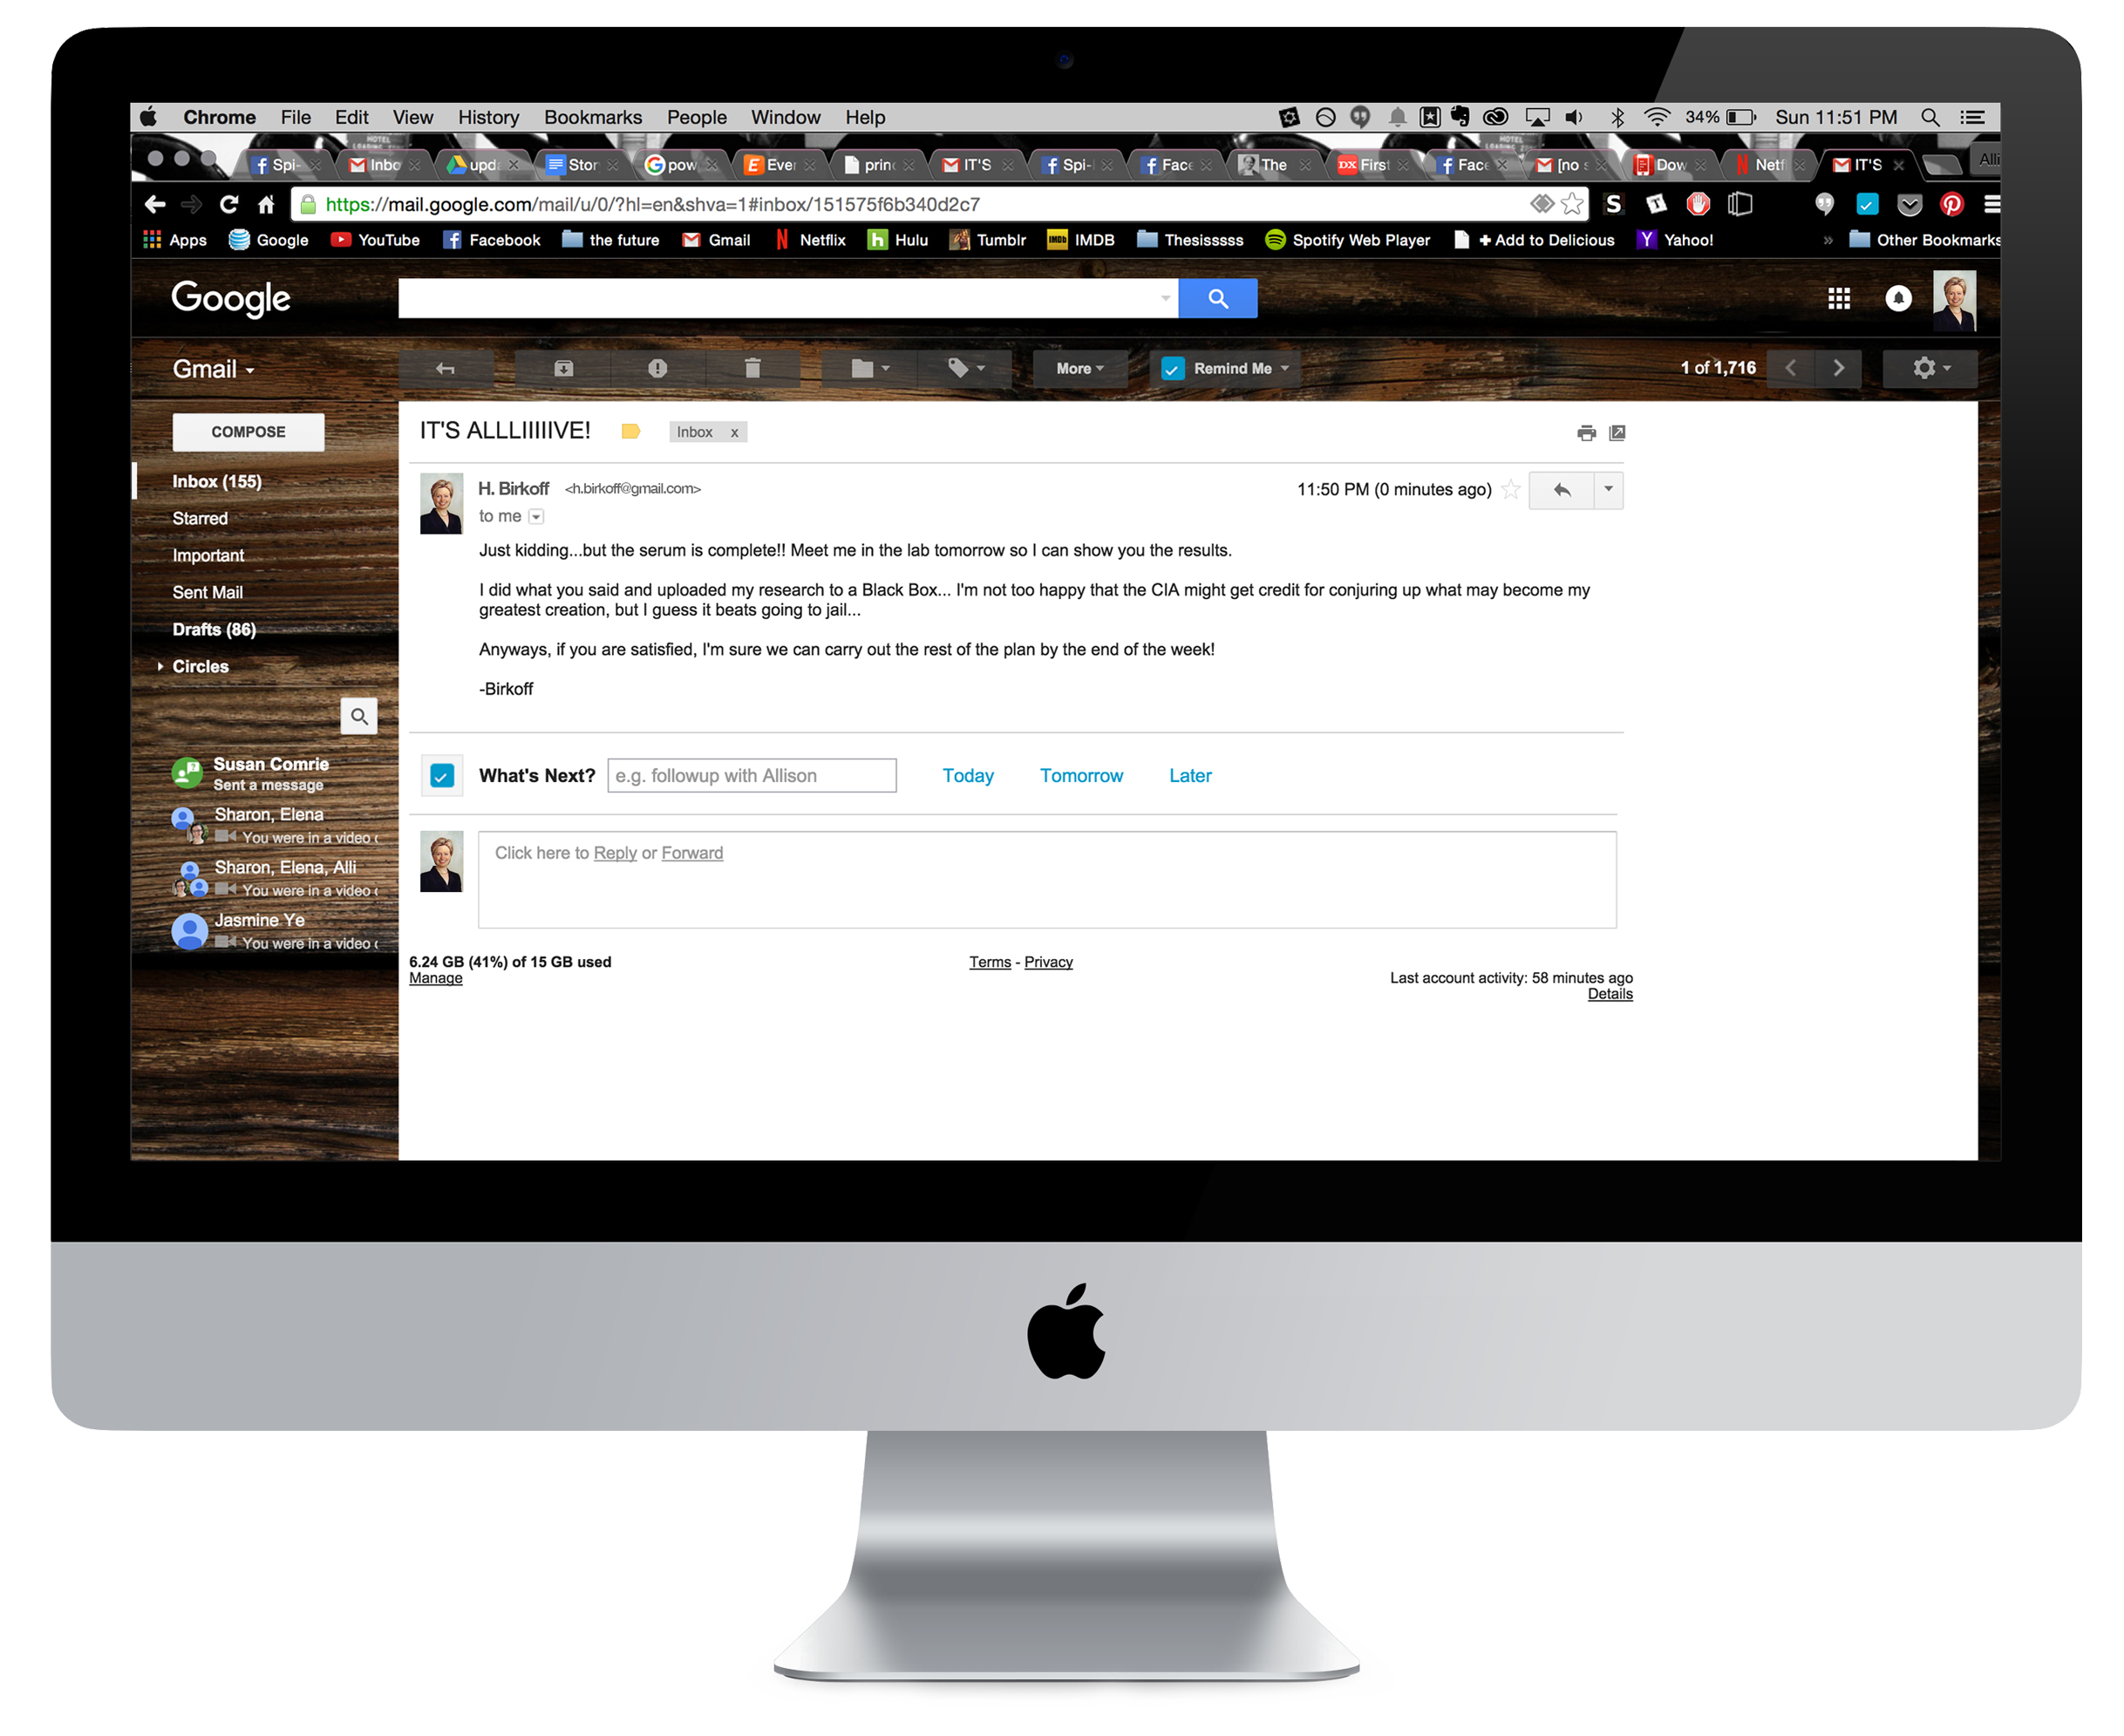 Chrome File Edit View History Bookmarks People Window Help 34% Sun 11:51 PM
HOTEL HOTEL
Spi- Inbo upda Stor pow Ever princ IT'S Spi- Face The First Face [no s Dow Netfl IT'S Alli
https://mail.google.com/mail/u/0/?hl=en&shva=1#inbox/151575f6b340d2c7
Apps Google YouTube Facebook the future Gmail Netflix Hulu Tumblr IMDB Thesisssss Spotify Web Player + Add to Delicious Yahoo! » Other Bookmarks
Google
Gmail More Remind Me 1 of 1,716
COMPOSE
Inbox (155)
Starred
Important
Sent Mail
Drafts (86)
Circles
Susan Comrie
Sent a message
Sharon, Elena
You were in a video c
Sharon, Elena, Alli
You were in a video c
Jasmine Ye
You were in a video c
IT'S ALLLIIIIIVE! Inbox x
H. Birkoff <h.birkoff@gmail.com> 11:50 PM (0 minutes ago)
to me
Just kidding...but the serum is complete!! Meet me in the lab tomorrow so I can show you the results.
I did what you said and uploaded my research to a Black Box... I'm not too happy that the CIA might get credit for conjuring up what may become my
greatest creation, but I guess it beats going to jail...
Anyways, if you are satisfied, I'm sure we can carry out the rest of the plan by the end of the week!
-Birkoff
What's Next? e.g. followup with Allison Today Tomorrow Later
Click here to Reply or Forward
6.24 GB (41%) of 15 GB used
Manage
Terms - Privacy
Last account activity: 58 minutes ago
Details